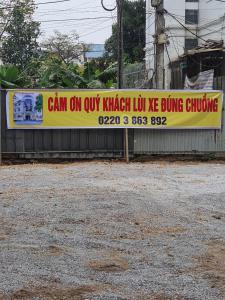 CẢM ƠN QUÝ KHÁCH LÙI XE ĐÚNG CHUỒNG
0220 3 863 892